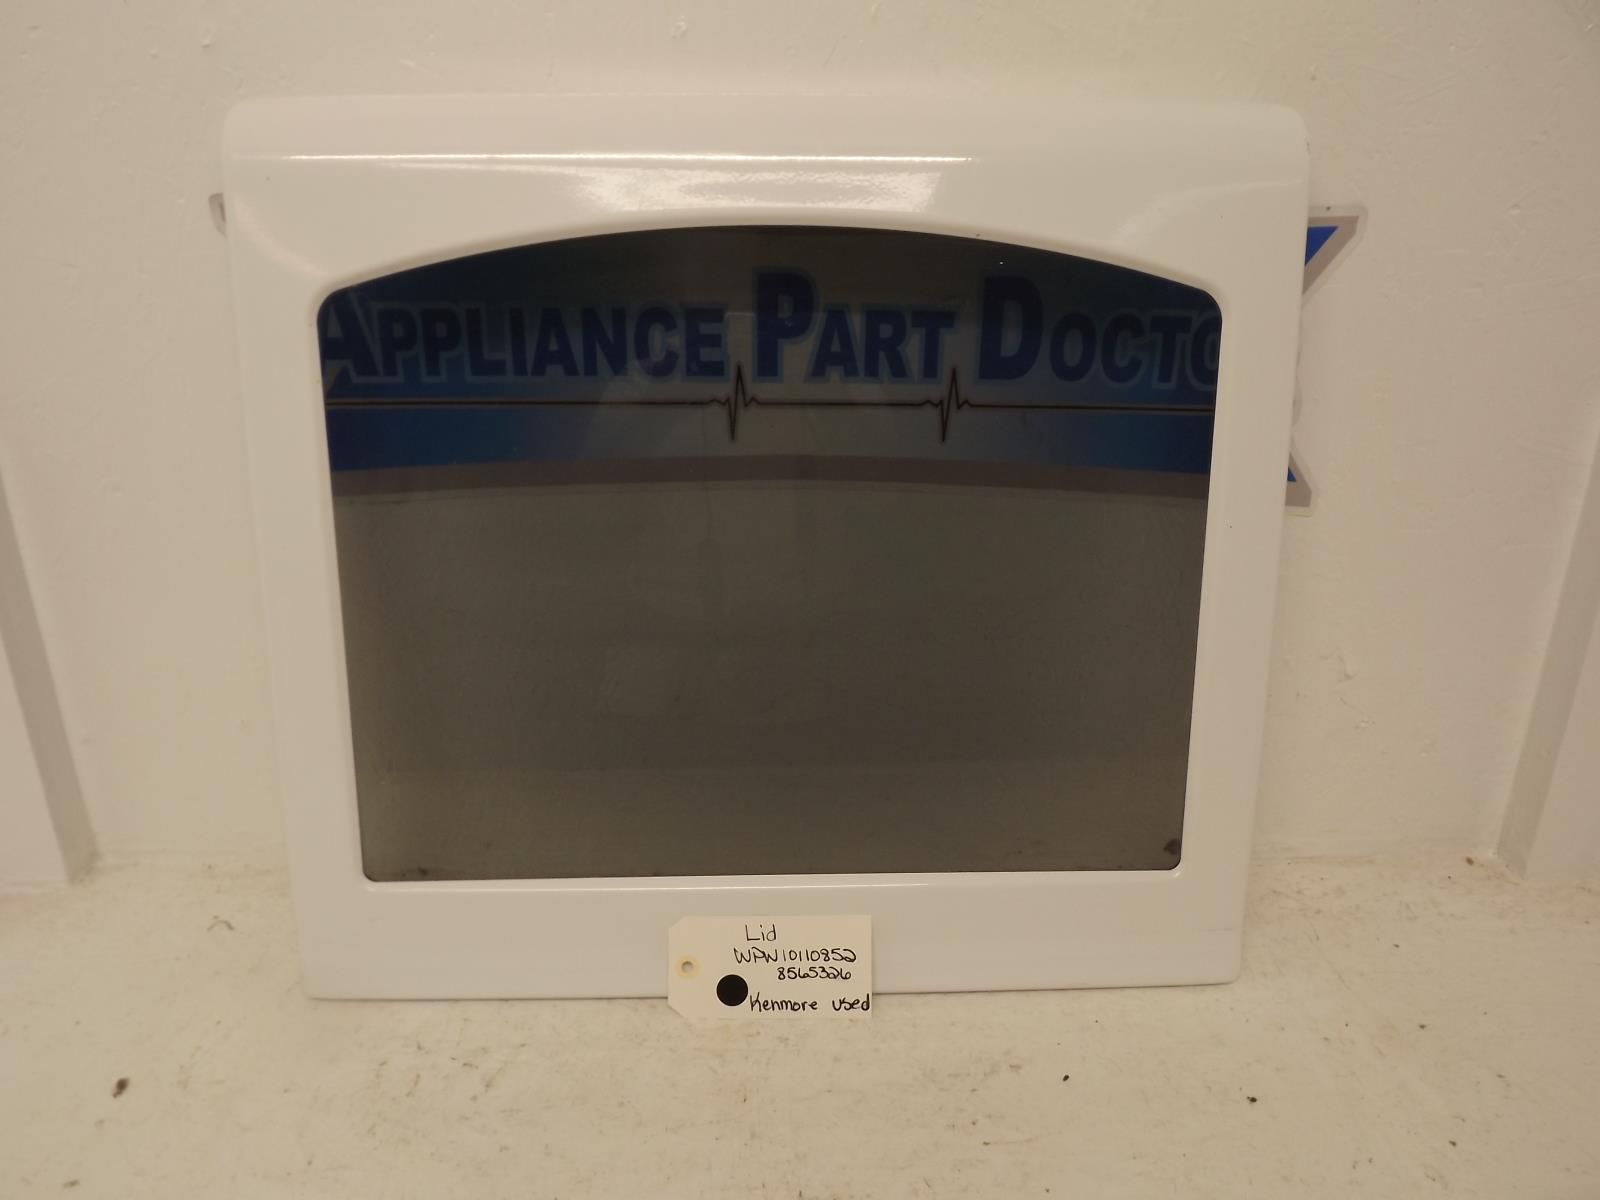 APPLIANCE PART DOCTO
Lid
WPW10110852
8565326
Kenmore used